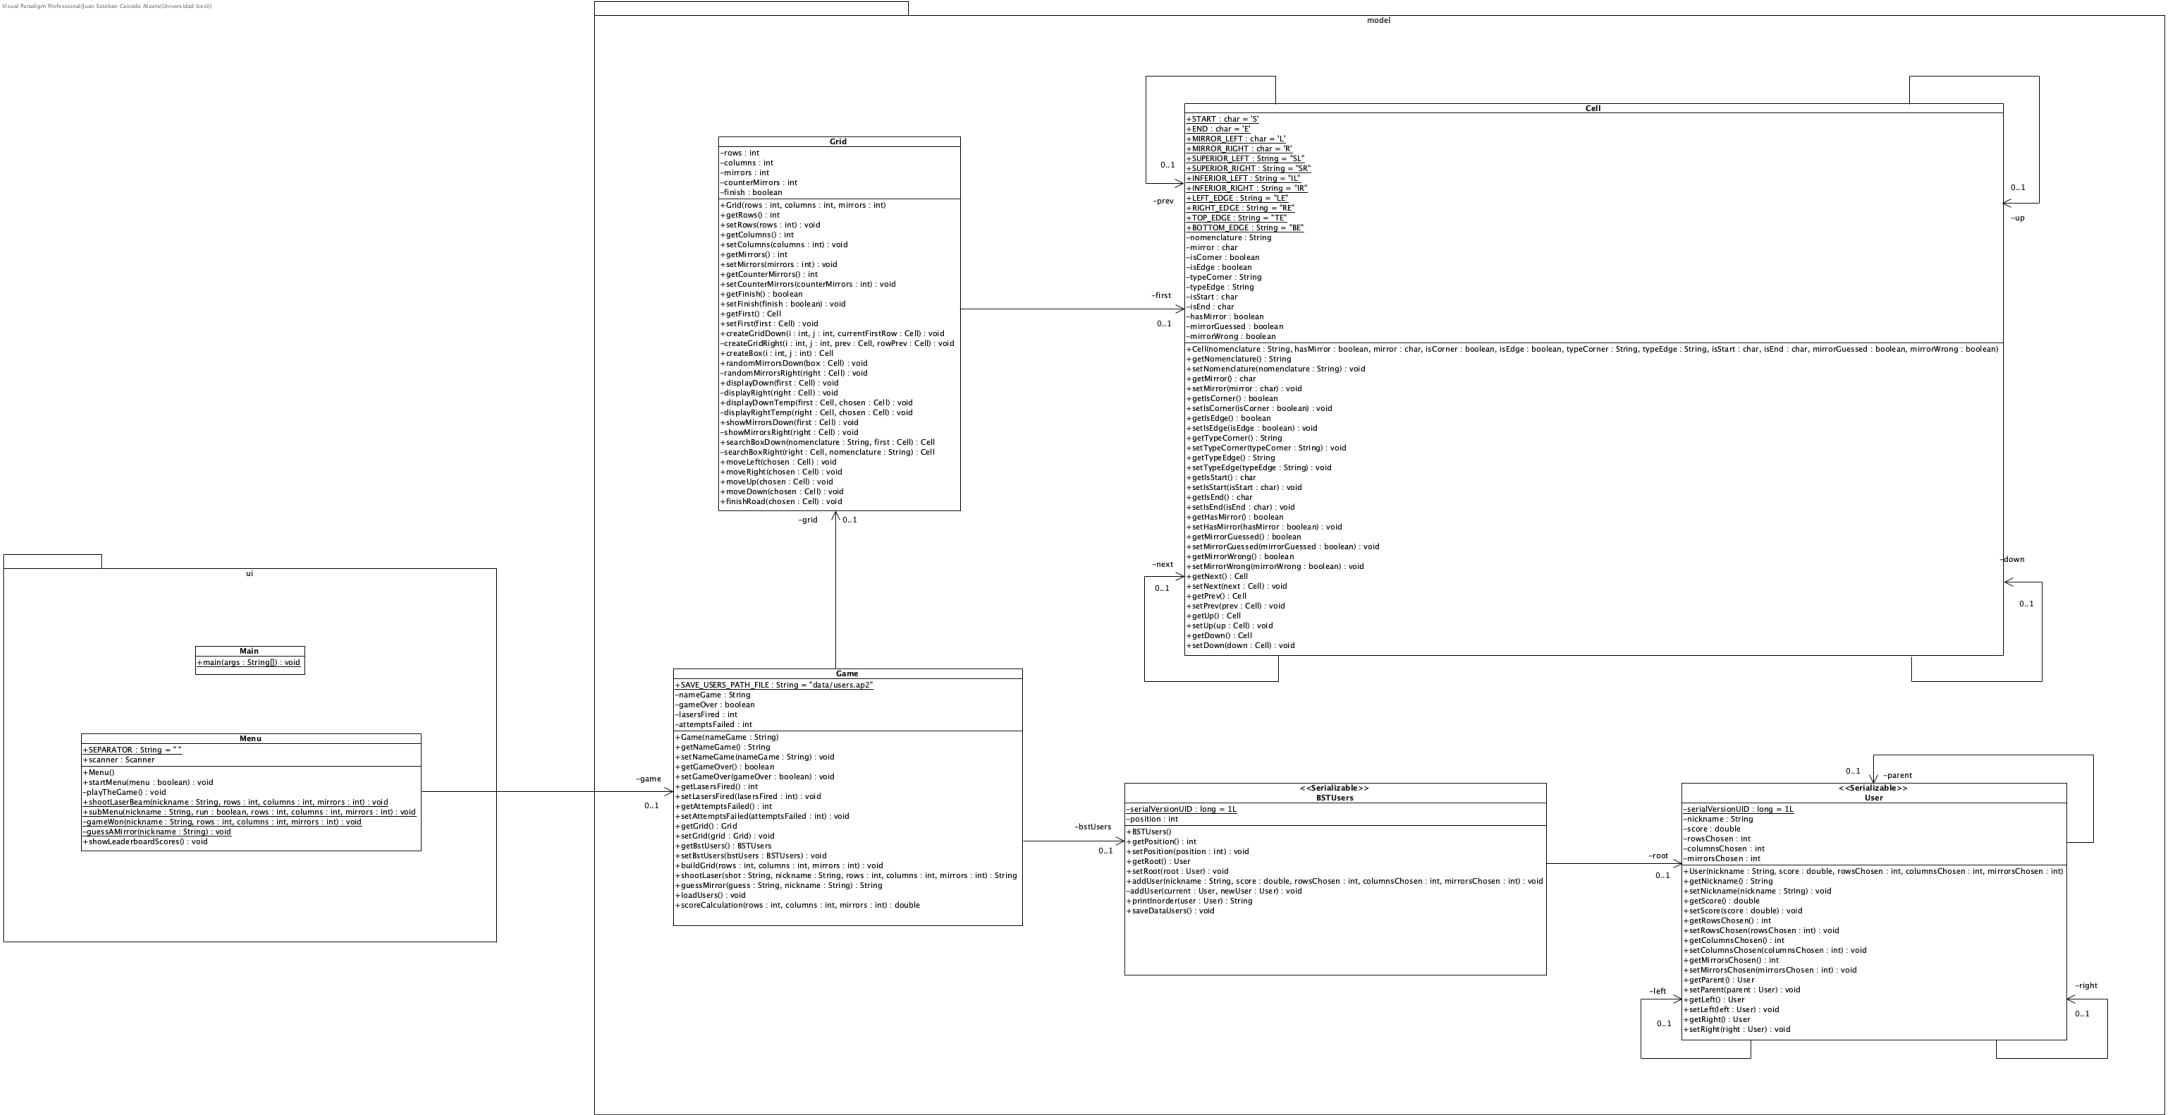 Visual Paradigm Professional(Juan Esteban Caicedo Alzate(Universidad Icesi))
model
Cell
+START : char = 'S'
+END : char = 'E'
+MIRROR_LEFT : char = 'L'
+MIRROR_RIGHT : char = 'R'
+SUPERIOR_LEFT : String = "SL"
+SUPERIOR_RIGHT : String = "SR"
+INFERIOR_LEFT : String = "IL"
+INFERIOR_RIGHT : String = "IR"
+LEFT_EDGE : String = "LE"
+RIGHT_EDGE : String = "RE"
+TOP_EDGE : String = "TE"
+BOTTOM_EDGE : String = "BE"
-nomenclature : String
-mirror : char
-isCorner : boolean
-isEdge : boolean
-typeCorner : String
-typeEdge : String
-isStart : char
-isEnd : char
-hasMirror : boolean
-mirrorGuessed : boolean
-mirrorWrong : boolean
+Cell(nomenclature : String, hasMirror : boolean, mirror : char, isCorner : boolean, isEdge : boolean, typeCorner : String, typeEdge : String, isStart : char, isEnd : char, mirrorGuessed : boolean, mirrorWrong : boolean)
+getNomenclature() : String
+setNomenclature(nomenclature : String) : void
+getMirror() : char
+setMirror(mirror : char) : void
+getIsCorner() : boolean
+setIsCorner(isCorner : boolean) : void
+getIsEdge() : boolean
+setIsEdge(isEdge : boolean) : void
+getTypeCorner() : String
+setTypeCorner(typeCorner : String) : void
+getTypeEdge() : String
+setTypeEdge(typeEdge : String) : void
+getIsStart() : char
+setIsStart(isStart : char) : void
+getIsEnd() : char
+setIsEnd(isEnd : char) : void
+getHasMirror() : boolean
+setHasMirror(hasMirror : boolean) : void
+getMirrorGuessed() : boolean
+setMirrorGuessed(mirrorGuessed : boolean) : void
+getMirrorWrong() : boolean
+setMirrorWrong(mirrorWrong : boolean) : void
+getNext() : Cell
+setNext(next : Cell) : void
+getPrev() : Cell
+setPrev(prev : Cell) : void
+getUp() : Cell
+setUp(up : Cell) : void
+getDown() : Cell
+setDown(down : Cell) : void
0..1
-prev
0..1
-up
-first
0..1
-next
0..1
-down
0..1
Grid
-rows : int
-columns : int
-mirrors : int
-counterMirrors : int
-finish : boolean
+Grid(rows : int, columns : int, mirrors : int)
+getRows() : int
+setRows(rows : int) : void
+getColumns() : int
+setColumns(columns : int) : void
+getMirrors() : int
+setMirrors(mirrors : int) : void
+getCounterMirrors() : int
+setCounterMirrors(counterMirrors : int) : void
+getFinish() : boolean
+setFinish(finish : boolean) : void
+getFirst() : Cell
+setFirst(first : Cell) : void
+createGridDown(i : int, j : int, currentFirstRow : Cell) : void
-createGridRight(i : int, j : int, prev : Cell, rowPrev : Cell) : void
+createBox(i : int, j : int) : Cell
+randomMirrorsDown(box : Cell) : void
-randomMirrorsRight(right : Cell) : void
+displayDown(first : Cell) : void
-displayRight(right : Cell) : void
+displayDownTemp(first : Cell, chosen : Cell) : void
-displayRightTemp(right : Cell, chosen : Cell) : void
+showMirrorsDown(first : Cell) : void
-showMirrorsRight(right : Cell) : void
+searchBoxDown(nomenclature : String, first : Cell) : Cell
-searchBoxRight(right : Cell, nomenclature : String) : Cell
+moveLeft(chosen : Cell) : void
+moveRight(chosen : Cell) : void
+moveUp(chosen : Cell) : void
+moveDown(chosen : Cell) : void
+finishRoad(chosen : Cell) : void
-grid
0..1
ui
Main
+main(args : String[]) : void
Menu
+SEPARATOR : String = " "
+scanner : Scanner
+Menu()
+startMenu(menu : boolean) : void
-playTheGame() : void
+shootLaserBeam(nickname : String, rows : int, columns : int, mirrors : int) : void
+subMenu(nickname : String, run : boolean, rows : int, columns : int, mirrors : int) : void
-gameWon(nickname : String, rows : int, columns : int, mirrors : int) : void
-guessAMirror(nickname : String) : void
+showLeaderboardScores() : void
-game
0..1
Game
+SAVE_USERS_PATH_FILE : String = "data/users.ap2"
-nameGame : String
-gameOver : boolean
-lasersFired : int
-attemptsFailed : int
+Game(nameGame : String)
+getNameGame() : String
+setNameGame(nameGame : String) : void
+getGameOver() : boolean
+setGameOver(gameOver : boolean) : void
+getLasersFired() : int
+setLasersFired(lasersFired : int) : void
+getAttemptsFailed() : int
+setAttemptsFailed(attemptsFailed : int) : void
+getGrid() : Grid
+setGrid(grid : Grid) : void
+getBstUsers() : BSTUsers
+setBstUsers(bstUsers : BSTUsers) : void
+buildGrid(rows : int, columns : int, mirrors : int) : void
+shootLaser(shot : String, nickname : String, rows : int, columns : int, mirrors : int) : String
+guessMirror(guess : String, nickname : String) : String
+loadUsers() : void
+scoreCalculation(rows : int, columns : int, mirrors : int) : double
-bstUsers
0..1
<<Serializable>>
BSTUsers
-serialVersionUID : long = 1L
-position : int
+BSTUsers()
+getPosition() : int
+setPosition(position : int) : void
+getRoot() : User
+setRoot(root : User) : void
+addUser(nickname : String, score : double, rowsChosen : int, columnsChosen : int, mirrorsChosen : int) : void
-addUser(current : User, newUser : User) : void
+printInorder(user : User) : String
+saveDataUsers() : void
-root
0..1
0..1
-parent
<<Serializable>>
User
-serialVersionUID : long = 1L
-nickname : String
-score : double
-rowsChosen : int
-columnsChosen : int
-mirrorsChosen : int
+User(nickname : String, score : double, rowsChosen : int, columnsChosen : int, mirrorsChosen : int)
+getNickname() : String
+setNickname(nickname : String) : void
+getScore() : double
+setScore(score : double) : void
+getRowsChosen() : int
+setRowsChosen(rowsChosen : int) : void
+getColumnsChosen() : int
+setColumnsChosen(columnsChosen : int) : void
+getMirrorsChosen() : int
+setMirrorsChosen(mirrorsChosen : int) : void
+getParent() : User
+setParent(parent : User) : void
+getLeft() : User
+setLeft(left : User) : void
+getRight() : User
+setRight(right : User) : void
-left
0..1
-right
0..1